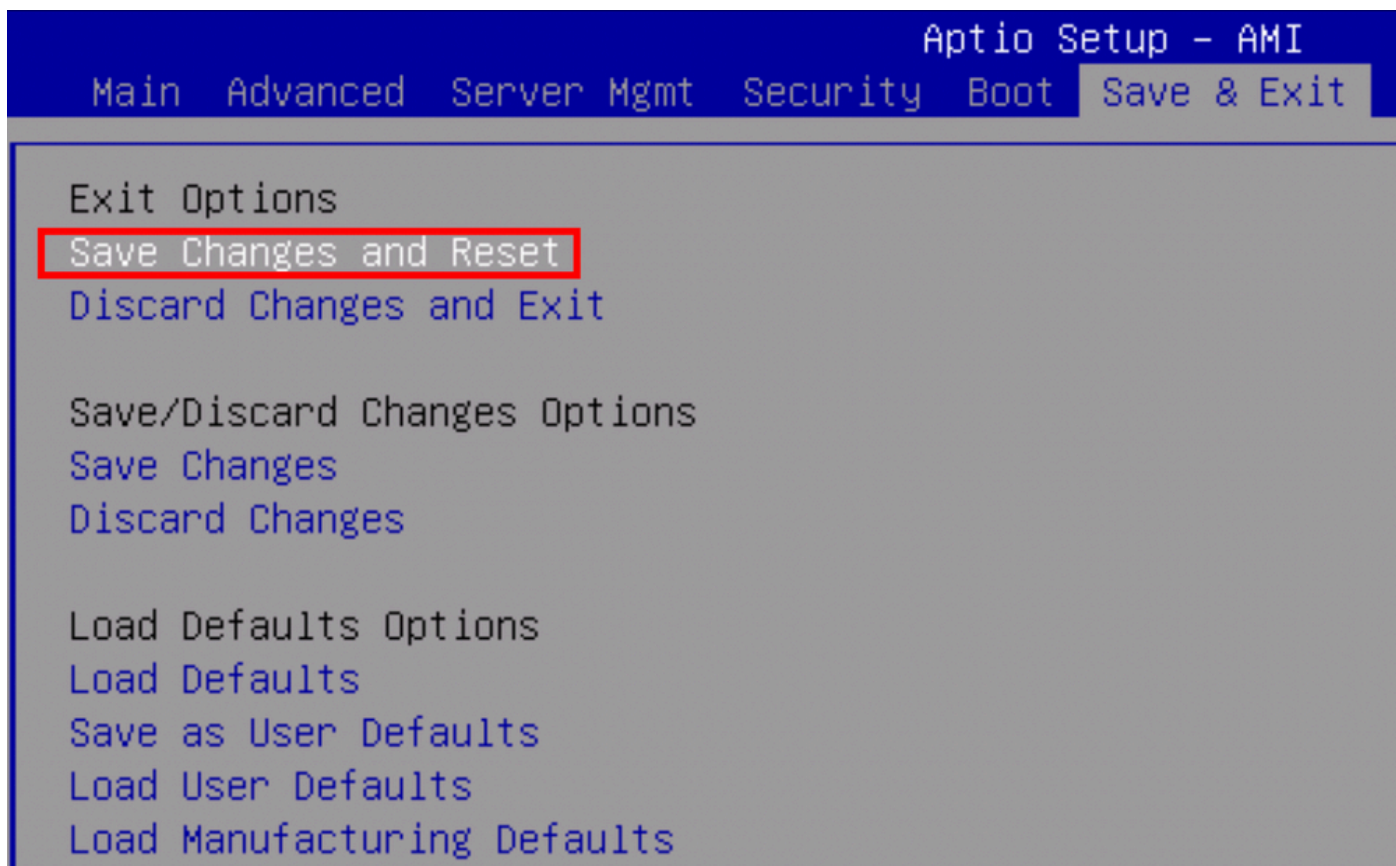 Aptio Setup – AMI
Main Advanced Server Mgmt Security Boot Save & Exit
Exit Options
Save Changes and Reset
Discard Changes and Exit
Save/Discard Changes Options
Save Changes
Discard Changes
Load Defaults Options
Load Defaults
Save as User Defaults
Load User Defaults
Load Manufacturing Defaults